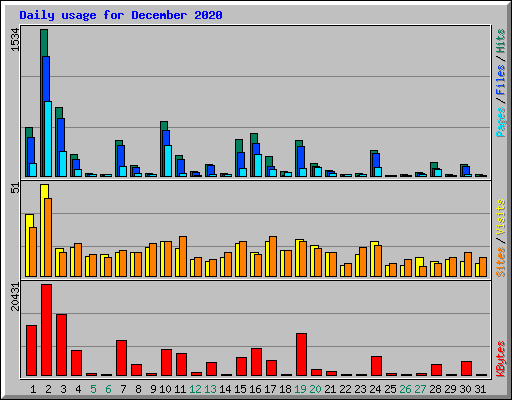 Daily usage for December 2020
1534
Pages / Files / Hits
51
Sites / Visits
20431
KBytes
1 2 3 4 5 6 7 8 9 10 11 12 13 14 15 16 17 18 19 20 21 22 23 24 25 26 27 28 29 30 31